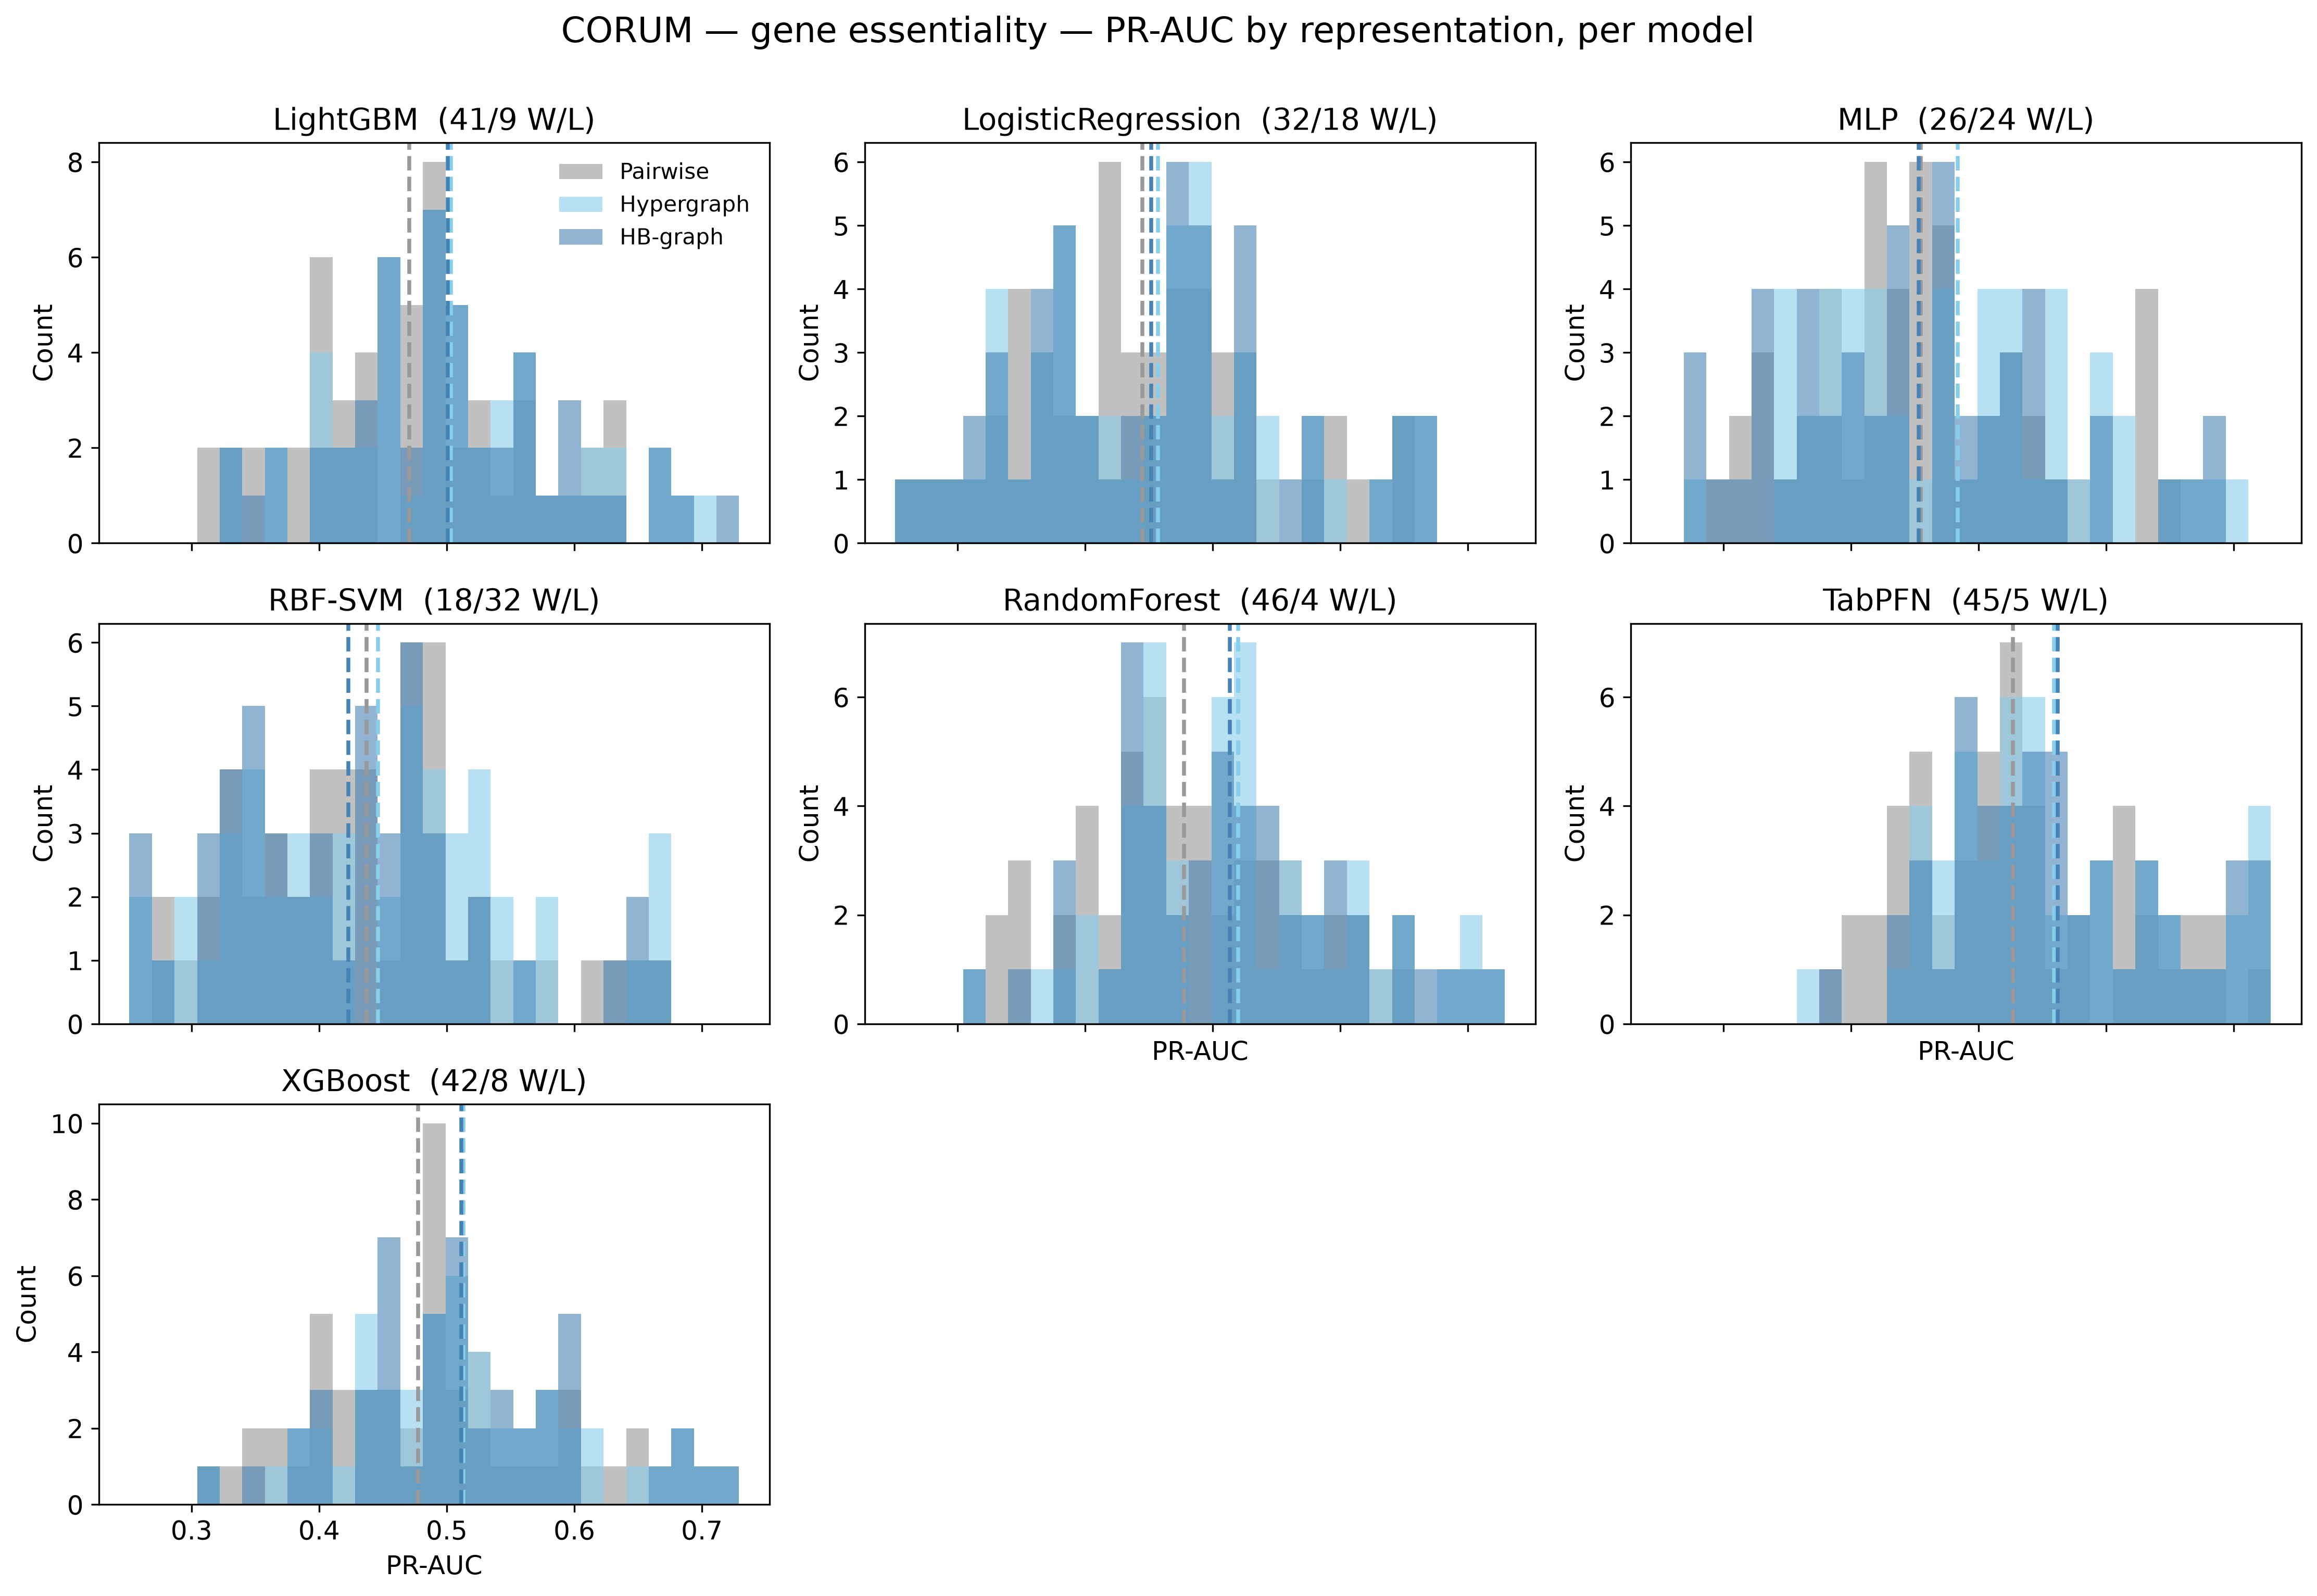 CORUM — gene essentiality — PR-AUC by representation, per model
LightGBM (41/9 W/L)
Count
8
6
4
2
0
Pairwise
Hypergraph
HB-graph
LogisticRegression (32/18 W/L)
Count
6
5
4
3
2
1
0
MLP (26/24 W/L)
Count
6
5
4
3
2
1
0
RBF-SVM (18/32 W/L)
Count
6
5
4
3
2
1
0
RandomForest (46/4 W/L)
Count
6
4
2
0
PR-AUC
TabPFN (45/5 W/L)
Count
6
4
2
0
PR-AUC
XGBoost (42/8 W/L)
Count
10
8
6
4
2
0
0.3 0.4 0.5 0.6 0.7
PR-AUC